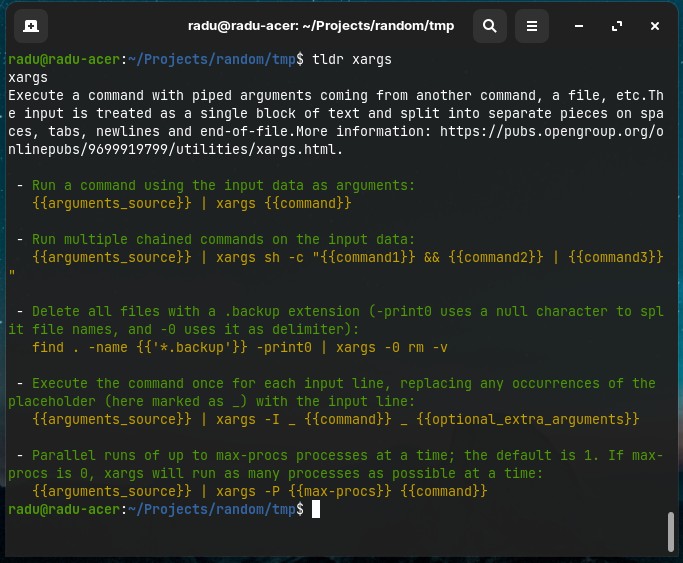 radu@radu-acer: ~/Projects/random/tmp
radu@radu-acer:~/Projects/random/tmp$ tldr xargs
xargs
Execute a command with piped arguments coming from another command, a file, etc.Th
e input is treated as a single block of text and split into separate pieces on spa
ces, tabs, newlines and end-of-file.More information: https://pubs.opengroup.org/o
nlinepubs/9699919799/utilities/xargs.html.
- Run a command using the input data as arguments:
{{arguments_source}} | xargs {{command}}
- Run multiple chained commands on the input data:
{{arguments_source}} | xargs sh -c "{{command1}} && {{command2}} | {{command3}}
"
- Delete all files with a .backup extension (-print0 uses a null character to spl
it file names, and -0 uses it as delimiter):
find . -name {{'*.backup'}} -print0 | xargs -0 rm -v
- Execute the command once for each input line, replacing any occurrences of the
placeholder (here marked as _) with the input line:
{{arguments_source}} | xargs -I _ {{command}} _ {{optional_extra_arguments}}
- Parallel runs of up to max-procs processes at a time; the default is 1. If max-
procs is 0, xargs will run as many processes as possible at a time:
{{arguments_source}} | xargs -P {{max-procs}} {{command}}
radu@radu-acer:~/Projects/random/tmp$